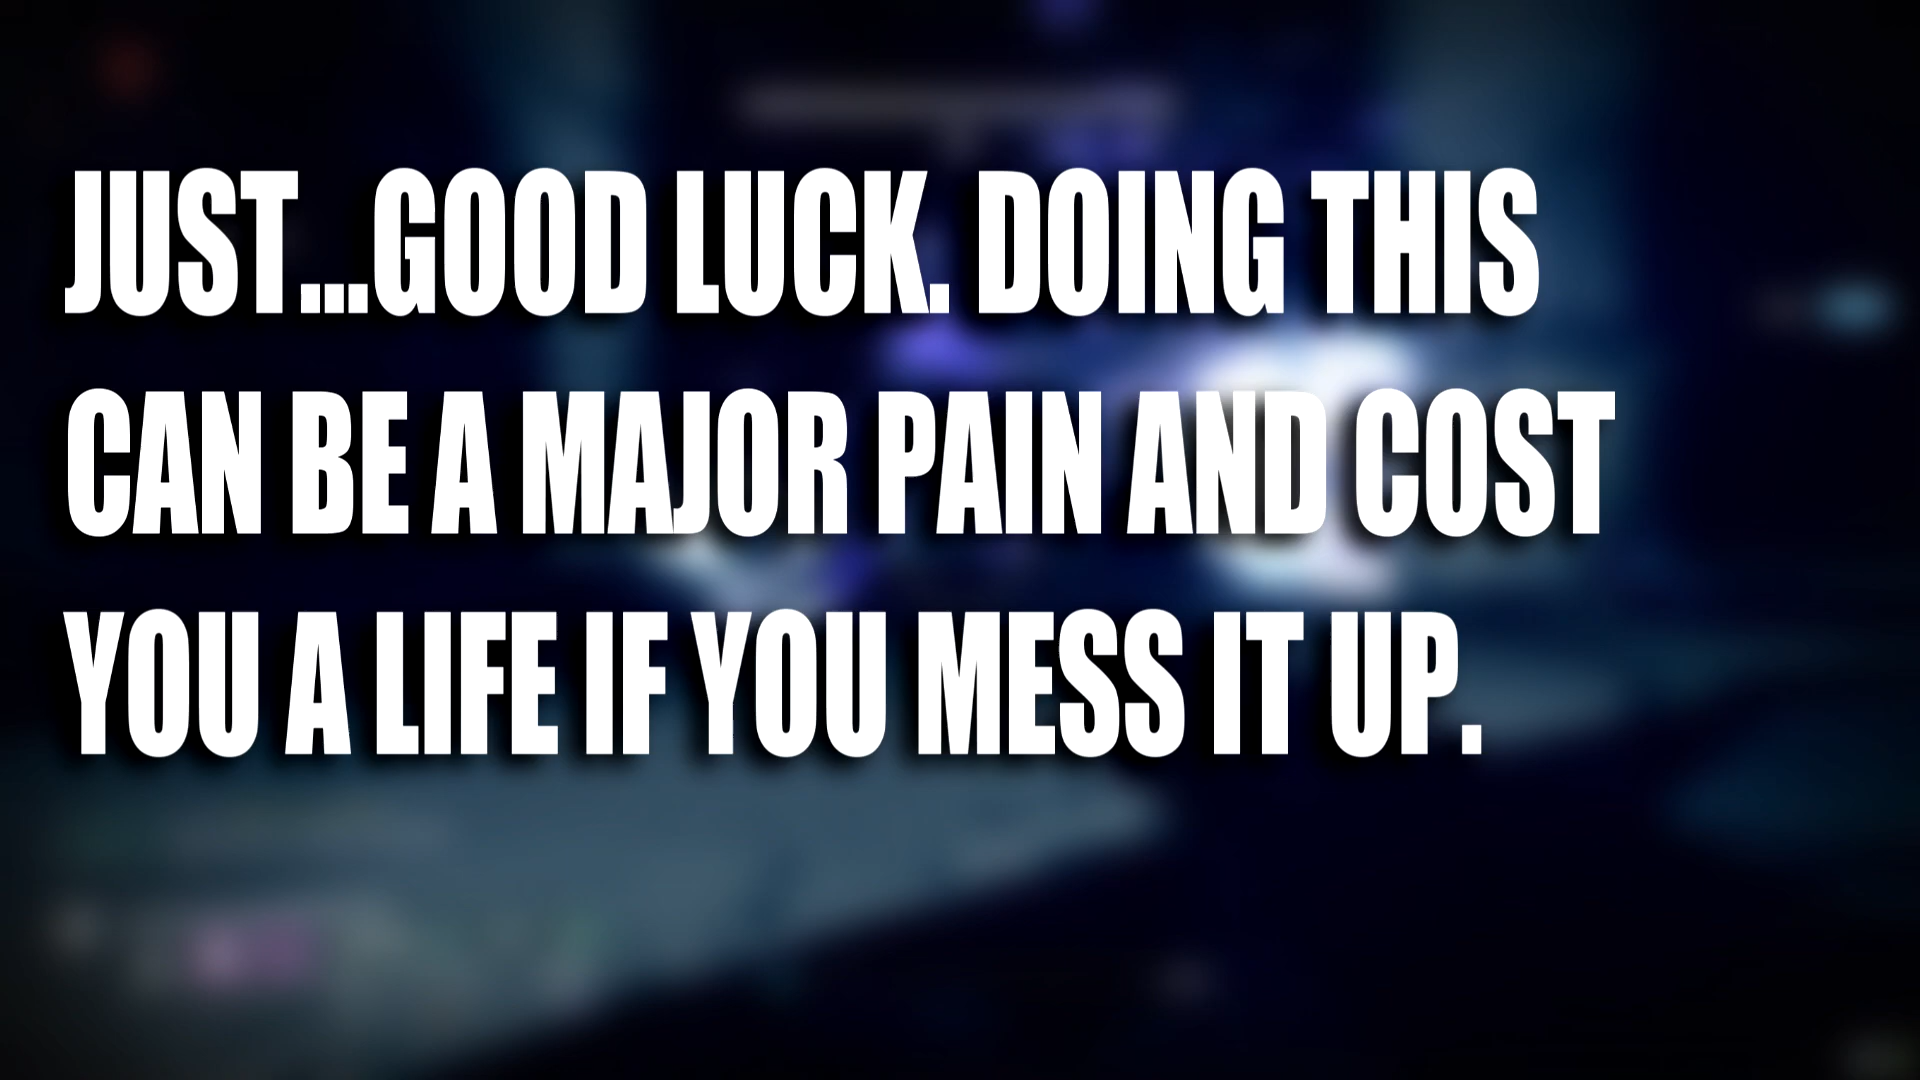 JUST...GOOD LUCK. DOING THIS
CAN BE A MAJOR PAIN AND COST
YOU A LIFE IF YOU MESS IT UP.